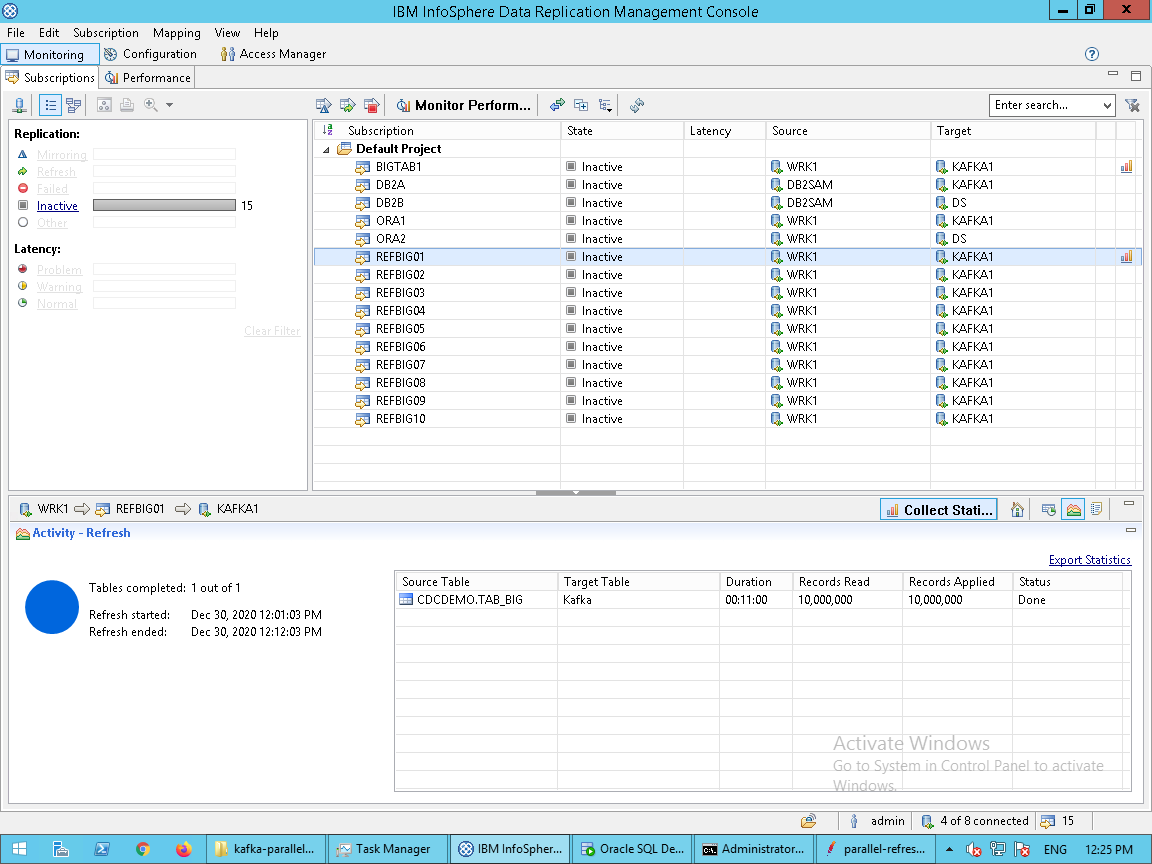 IBM InfoSphere Data Replication Management Console
File Edit Subscription Mapping View Help
Monitoring Configuration Access Manager
Subscriptions Performance
Monitor Perform... Enter search...
Replication:
Mirroring
Refresh
Failed
Inactive 15
Other
Latency:
Problem
Warning
Normal
Clear Filter
Subscription State Latency Source Target
Default Project
BIGTAB1 Inactive WRK1 KAFKA1
DB2A Inactive DB2SAM KAFKA1
DB2B Inactive DB2SAM DS
ORA1 Inactive WRK1 KAFKA1
ORA2 Inactive WRK1 DS
REFBIG01 Inactive WRK1 KAFKA1
REFBIG02 Inactive WRK1 KAFKA1
REFBIG03 Inactive WRK1 KAFKA1
REFBIG04 Inactive WRK1 KAFKA1
REFBIG05 Inactive WRK1 KAFKA1
REFBIG06 Inactive WRK1 KAFKA1
REFBIG07 Inactive WRK1 KAFKA1
REFBIG08 Inactive WRK1 KAFKA1
REFBIG09 Inactive WRK1 KAFKA1
REFBIG10 Inactive WRK1 KAFKA1
WRK1 REFBIG01 KAFKA1 Collect Stati...
Activity - Refresh
Export Statistics
Tables completed: 1 out of 1
Refresh started: Dec 30, 2020 12:01:03 PM
Refresh ended: Dec 30, 2020 12:12:03 PM
Source Table Target Table Duration Records Read Records Applied Status
CDCDEMO.TAB_BIG Kafka 00:11:00 10,000,000 10,000,000 Done
Activate Windows
Go to System in Control Panel to activate
Windows.
admin 4 of 8 connected 15
kafka-parallel... Task Manager IBM InfoSpher... Oracle SQL De... Administrator... parallel-refres... ENG 12:25 PM